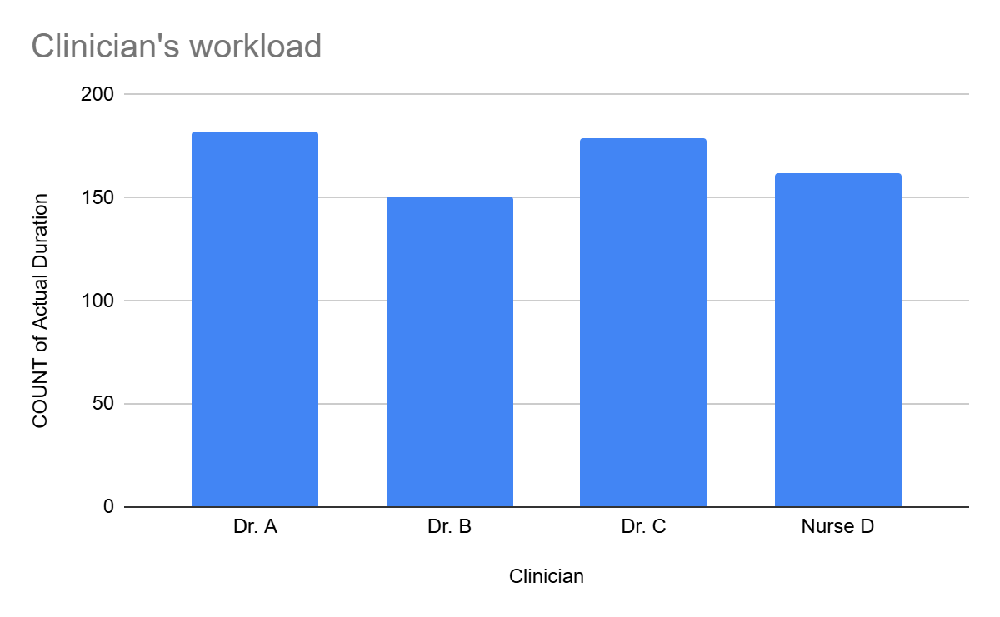 Clinician's workload
200
150
100
50
0
COUNT of Actual Duration
Dr. A
Dr. B
Dr. C
Nurse D
Clinician